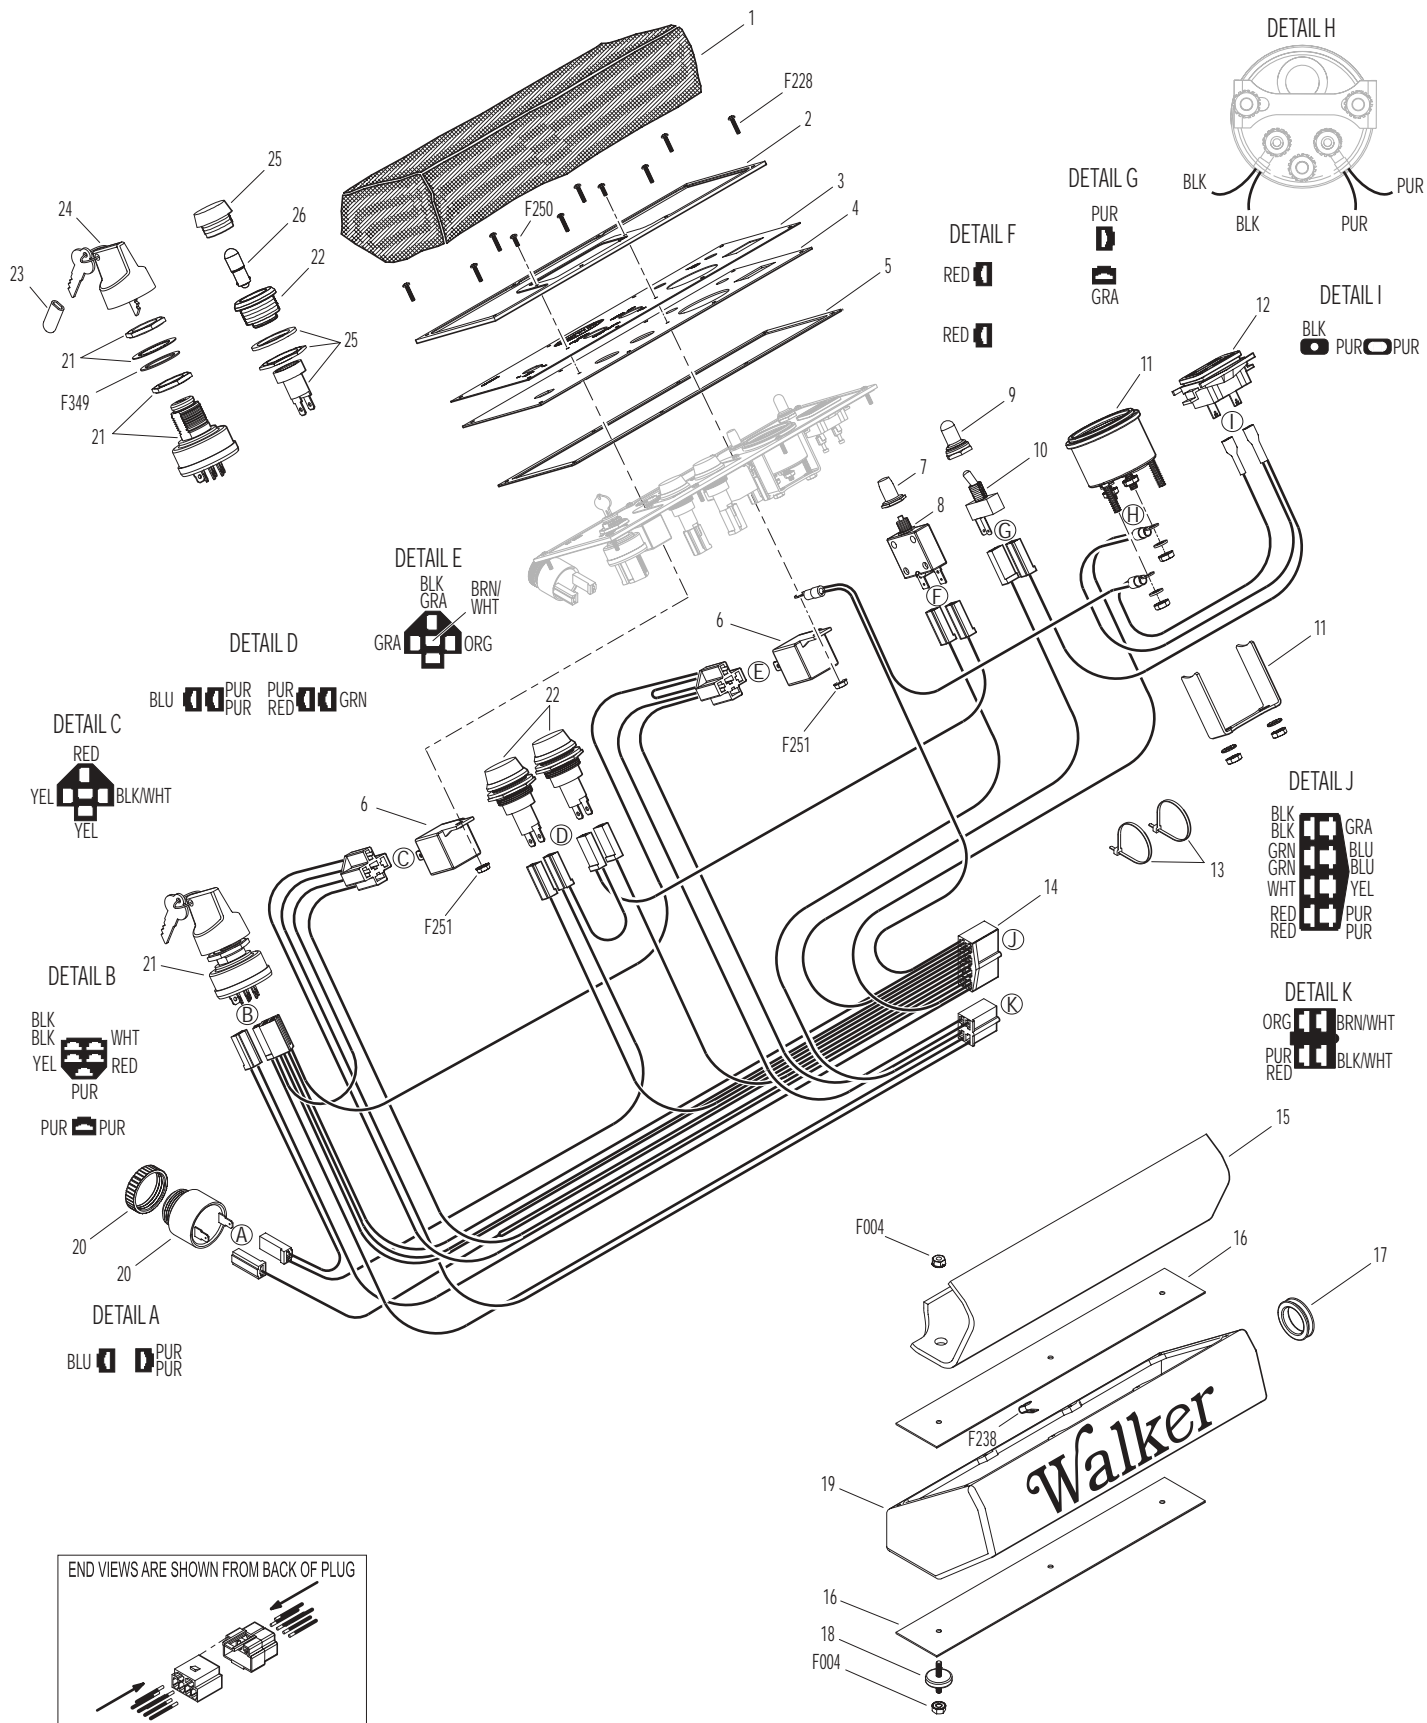 1
DETAIL H
F228
2
25
DETAIL G
BLK
PUR
BLK
PUR
3
F250
24
26
4
PUR
DETAIL F
22
23
5
RED
GRA
DETAIL I
12
BLK
PUR
PUR
25
21
RED
11
F349
9
I
21
7
10
8
G
H
DETAIL E
BLK
GRA
BRN/
WHT
F
GRA
ORG
6
DETAIL D
E
11
BLU
PUR
PUR
PUR
RED
GRN
22
DETAIL C
F251
RED
YEL
BLK/WHT
YEL
6
DETAIL J
D
BLK
BLK
GRA
C
GRN
GRN
BLU
BLU
13
WHT
YEL
F251
14
RED
RED
PUR
PUR
J
21
DETAIL B
K
DETAIL K
B
ORG
BRN/WHT
BLK
BLK
WHT
YEL
RED
PUR
RED
BLK/WHT
PUR
PUR
PUR
15
20
A
F004
16
17
20
DETAIL A
BLU
PUR
PUR
F238
Walker
19
END VIEWS ARE SHOWN FROM BACK OF PLUG
16
18
F004